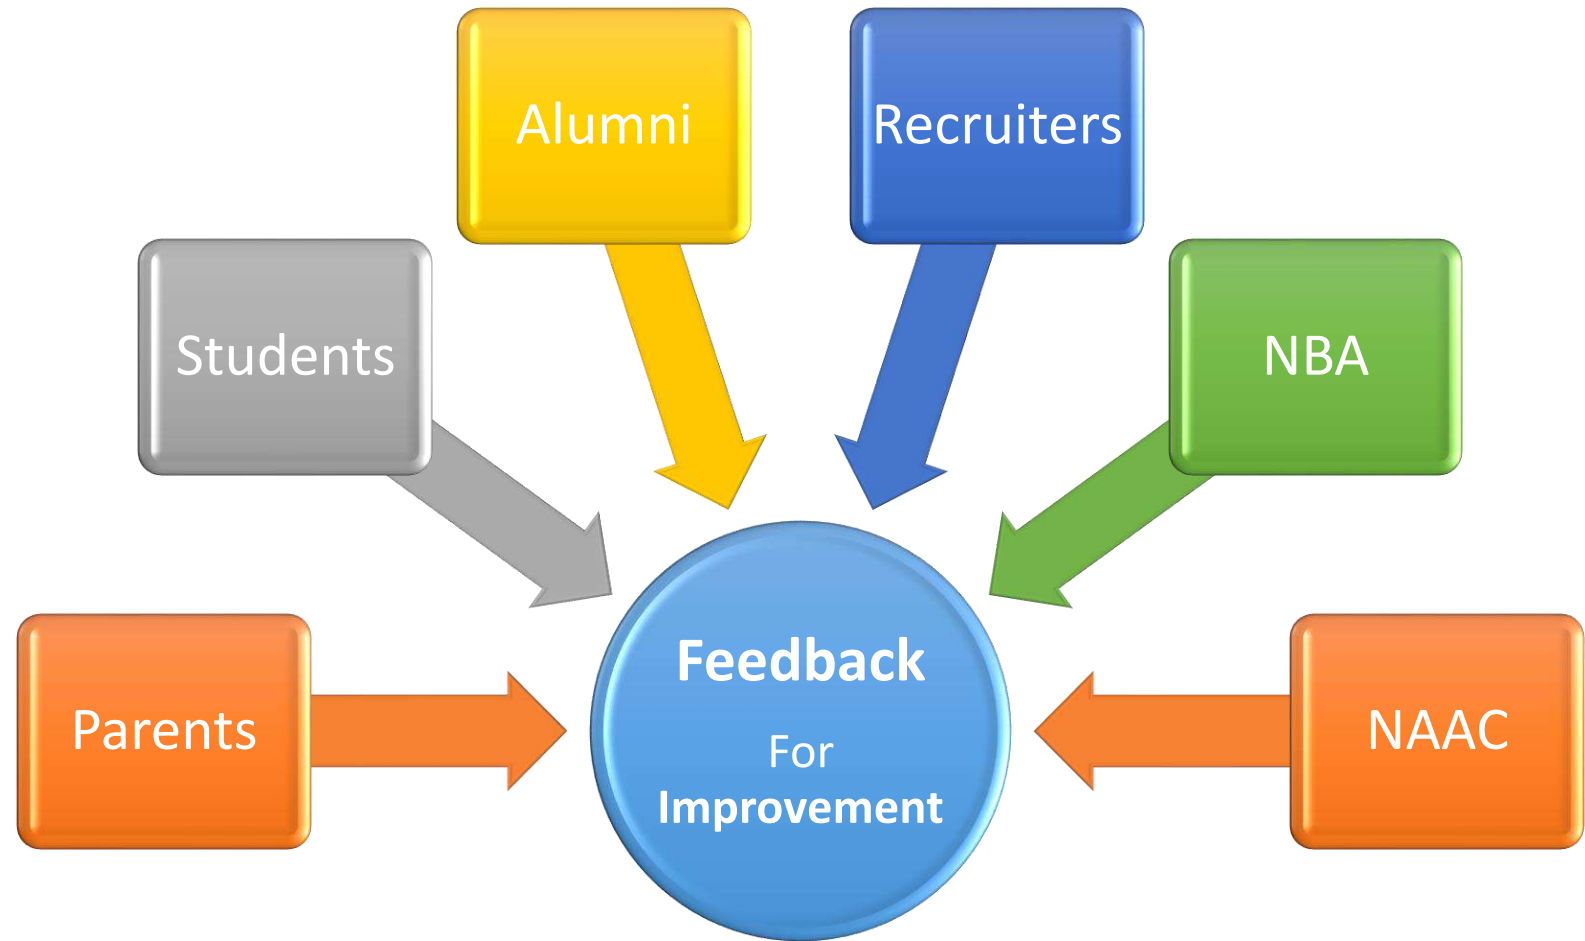 Alumni
Recruiters
Students
NBA
Parents
Feedback
For
Improvement
NAAC